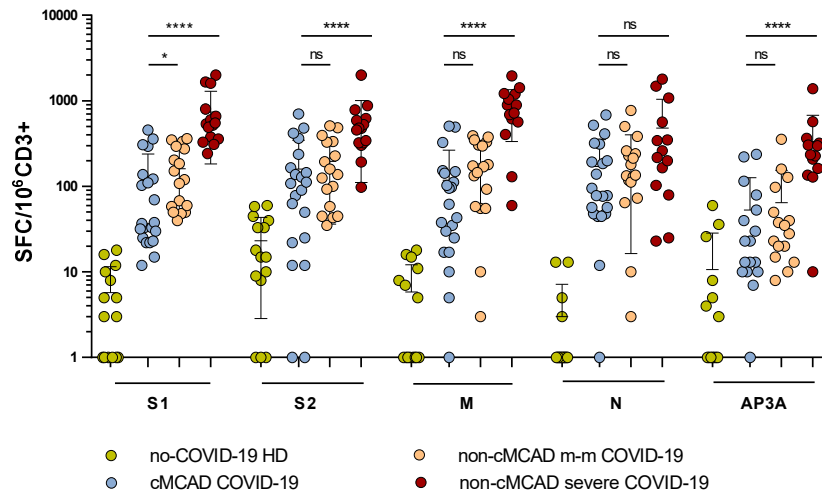 **** **** **** ns ****
* ns ns ns ns
10000
1000
100
10
1
SFC/10⁶CD3+
S1 S2 M N AP3A
no-COVID-19 HD non-cMCAD m-m COVID-19
cMCAD COVID-19 non-cMCAD severe COVID-19